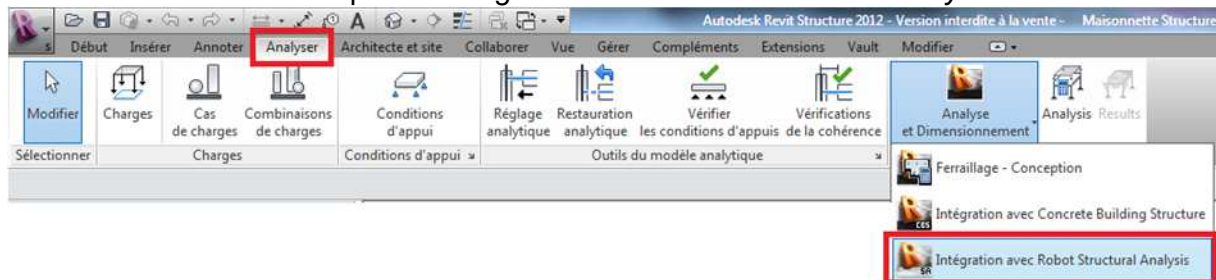 Autodesk Revit Structure 2012 - Version interdite à la vente - Maisonnette Structure
Début Insérer Annoter Analyser Architecte et site Collaborer Vue Gérer Compléments Extensions Vault Modifier
Modifier
Charges
Cas de charges
Combinaisons de charges
Conditions d'appui
Réglage analytique
Restauration analytique
Vérifier les conditions d'appuis
Vérifications de la cohérence
Analyse et Dimensionnement
Analysis
Results
Sélectionner Charges Conditions d'appui Outils du modèle analytique
Ferraillage - Conception
Intégration avec Concrete Building Structure
Intégration avec Robot Structural Analysis